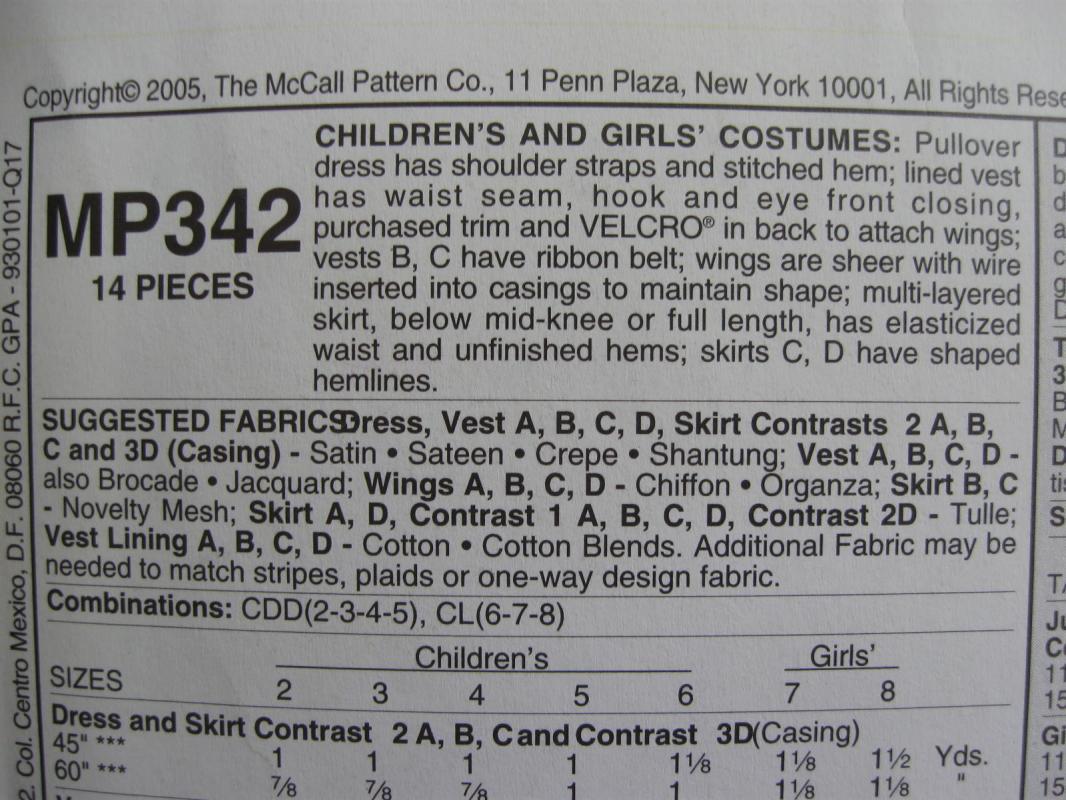 Copyright© 2005, The McCall Pattern Co., 11 Penn Plaza, New York 10001, All Rights
2. Col. Centro Mexico, D.F. 08060 R.F.C. GPA - 930101-Q17
MP342
14 PIECES
CHILDREN'S AND GIRLS' COSTUMES: Pullover
dress has shoulder straps and stitched hem; lined vest
has waist seam, hook and eye front closing,
purchased trim and VELCRO® in back to attach wings;
vests B, C have ribbon belt; wings are sheer with wire
inserted into casings to maintain shape; multi-layered
skirt, below mid-knee or full length, has elasticized
waist and unfinished hems; skirts C, D have shaped
hemlines.
SUGGESTED FABRICS Dress, Vest A, B, C, D, Skirt Contrasts 2 A, B,
C and 3D (Casing) - Satin • Sateen • Crepe • Shantung; Vest A, B, C, D -
also Brocade • Jacquard; Wings A, B, C, D - Chiffon • Organza; Skirt B, C
- Novelty Mesh; Skirt A, D, Contrast 1 A, B, C, D, Contrast 2D - Tulle;
Vest Lining A, B, C, D - Cotton • Cotton Blends. Additional Fabric may be
needed to match stripes, plaids or one-way design fabric.
Combinations: CDD(2-3-4-5), CL(6-7-8)
Children's Girls'
SIZES 2 3 4 5 6 7 8
Dress and Skirt Contrast 2 A, B, C and Contrast 3D(Casing)
45" *** 1 1 1 1 1⅛ 1⅛ 1½ Yds.
60" *** ⅞ ⅞ ⅞ 1 1 1⅛ 1⅛ "